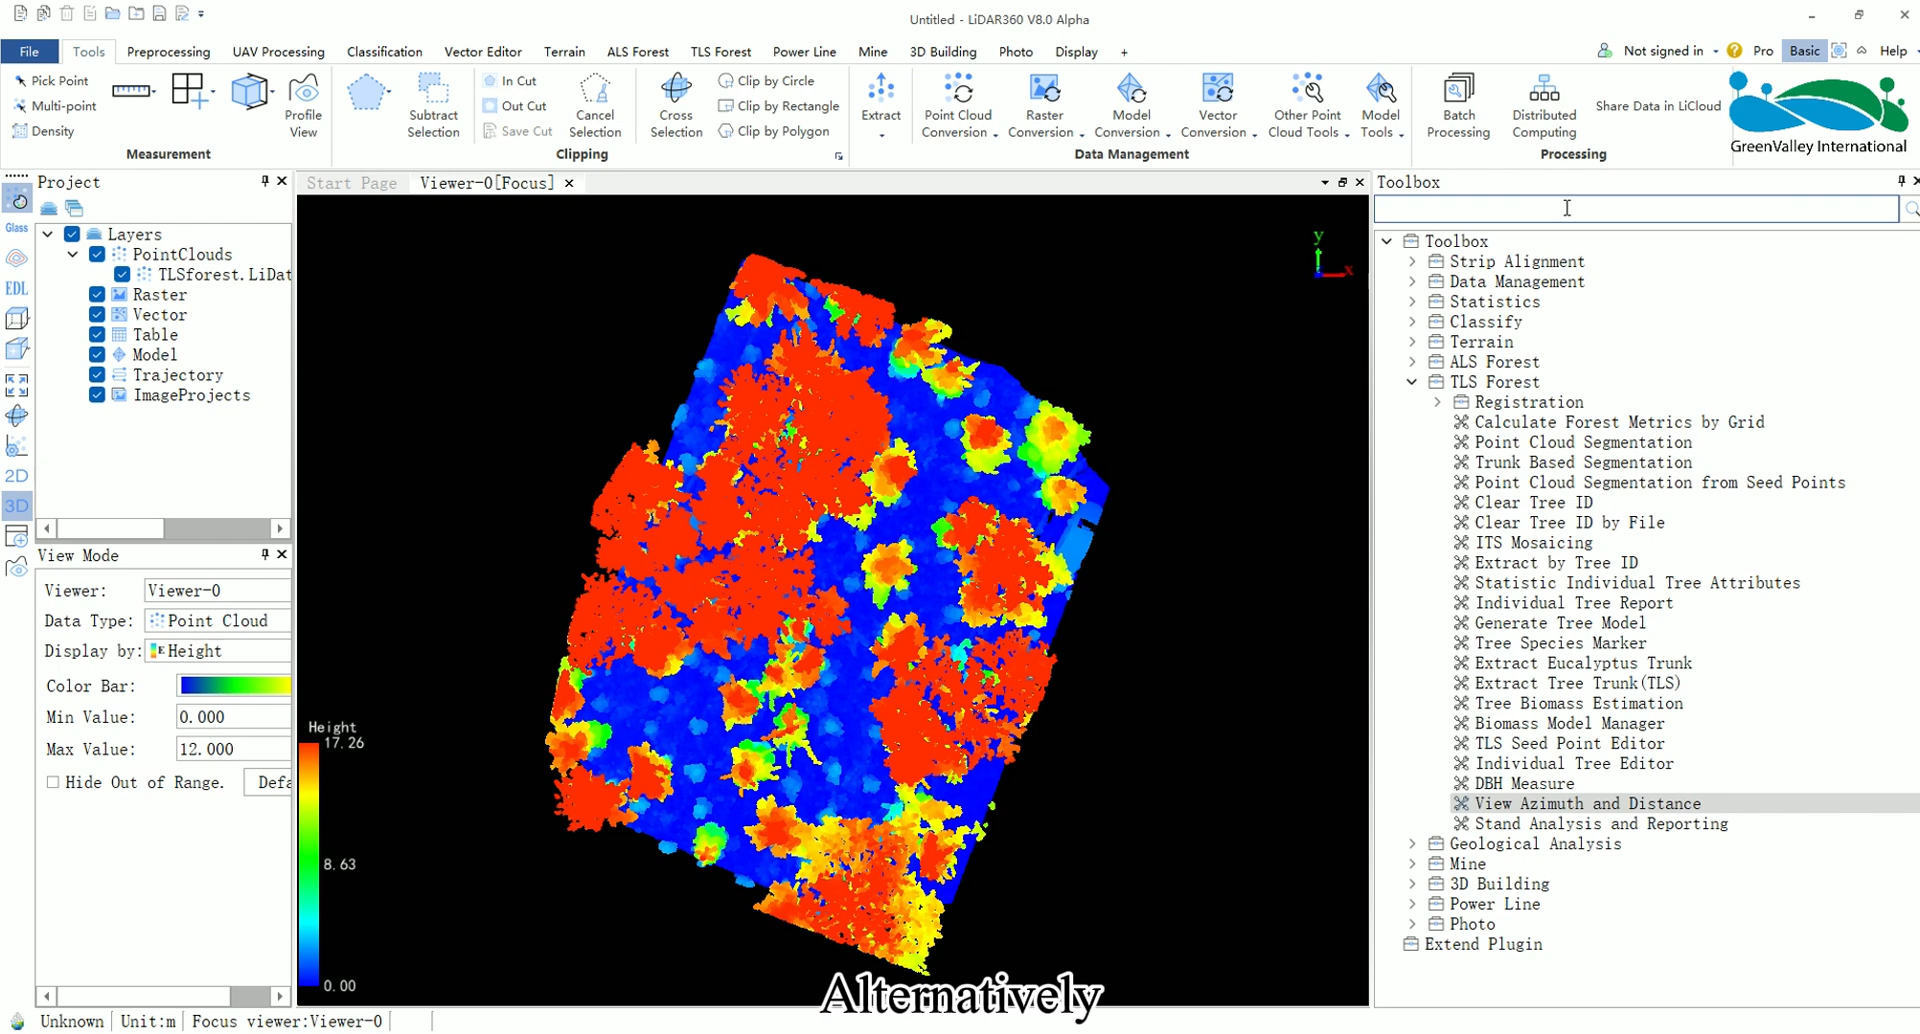 Untitled - LiDAR360 V8.0 Alpha
File Tools Preprocessing UAV Processing Classification Vector Editor Terrain ALS Forest TLS Forest Power Line Mine 3D Building Photo Display + Not signed in Pro Basic Help
Pick Point
Multi-point
Density
Profile View
Measurement
Subtract Selection
In Cut
Out Cut
Save Cut
Cancel Selection
Cross Selection
Clip by Circle
Clip by Rectangle
Clip by Polygon
Clipping
Extract
Point Cloud Conversion
Raster Conversion
Model Conversion
Vector Conversion
Other Point Cloud Tools
Model Tools
Data Management
Batch Processing
Distributed Computing
Share Data in LiCloud
Processing
GreenValley International
Project
Glass
EDL
2D
3D
Layers
PointClouds
TLSforest.LiDat
Raster
Vector
Table
Model
Trajectory
ImageProjects
View Mode
Viewer: Viewer-0
Data Type: Point Cloud
Display by: E Height
Color Bar:
Min Value: 0.000
Max Value: 12.000
Hide Out of Range. Defa
Start Page Viewer-0[Focus]
y
x
Height
17.26
8.63
0.00
Alternatively
Toolbox
Toolbox
Strip Alignment
Data Management
Statistics
Classify
Terrain
ALS Forest
TLS Forest
Registration
Calculate Forest Metrics by Grid
Point Cloud Segmentation
Trunk Based Segmentation
Point Cloud Segmentation from Seed Points
Clear Tree ID
Clear Tree ID by File
ITS Mosaicing
Extract by Tree ID
Statistic Individual Tree Attributes
Individual Tree Report
Generate Tree Model
Tree Species Marker
Extract Eucalyptus Trunk
Extract Tree Trunk(TLS)
Tree Biomass Estimation
Biomass Model Manager
TLS Seed Point Editor
Individual Tree Editor
DBH Measure
View Azimuth and Distance
Stand Analysis and Reporting
Geological Analysis
Mine
3D Building
Power Line
Photo
Extend Plugin
Unknown Unit:m Focus viewer:Viewer-0